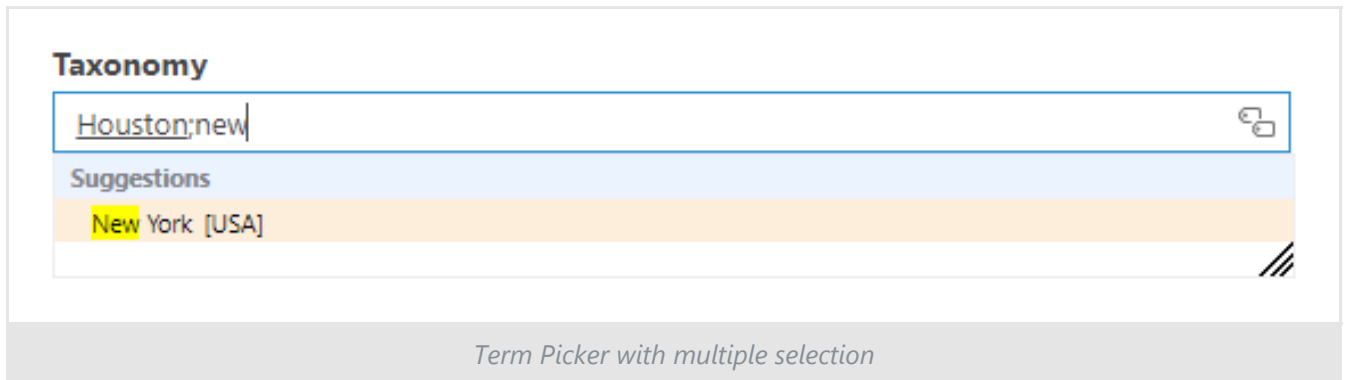 Taxonomy
Houston;new
Suggestions
New York [USA]
Term Picker with multiple selection